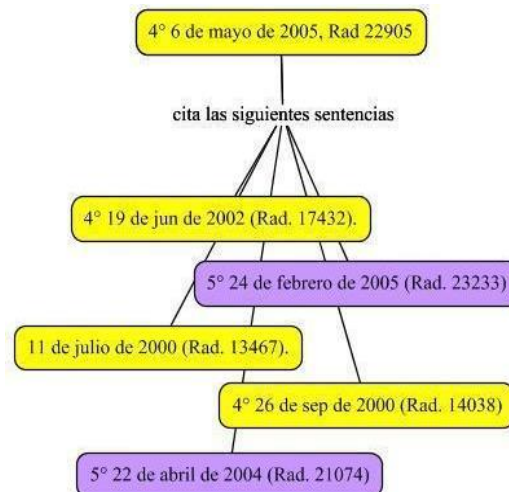 4° 6 de mayo de 2005, Rad 22905
cita las siguientes sentencias
4° 19 de jun de 2002 (Rad. 17432).
5° 24 de febrero de 2005 (Rad. 23233)
11 de julio de 2000 (Rad. 13467).
4° 26 de sep de 2000 (Rad. 14038)
5° 22 de abril de 2004 (Rad. 21074)